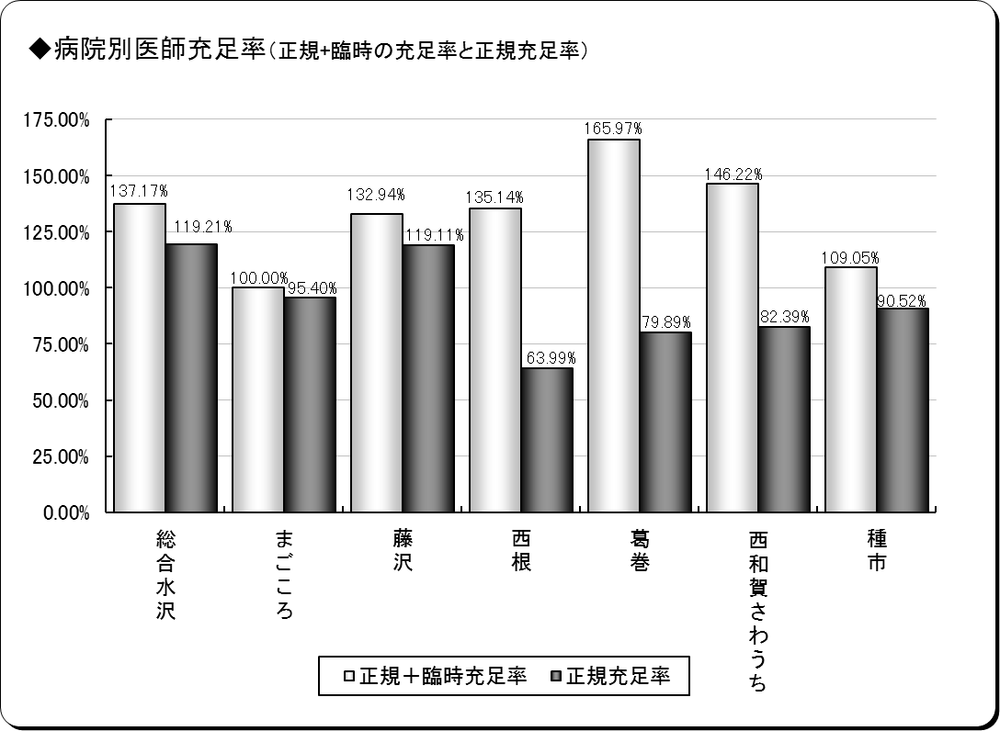 ◆病院別医師充足率（正規+臨時の充足率と正規充足率）
175.00%
150.00%
125.00%
100.00%
75.00%
50.00%
25.00%
0.00%
137.17%
119.21%
100.00%
95.40%
132.94%
119.11%
135.14%
63.99%
165.97%
79.89%
146.22%
82.39%
109.05%
90.52%
総合水沢
まごころ
藤沢
西根
葛巻
西和賀さわうち
種市
正規＋臨時充足率
正規充足率